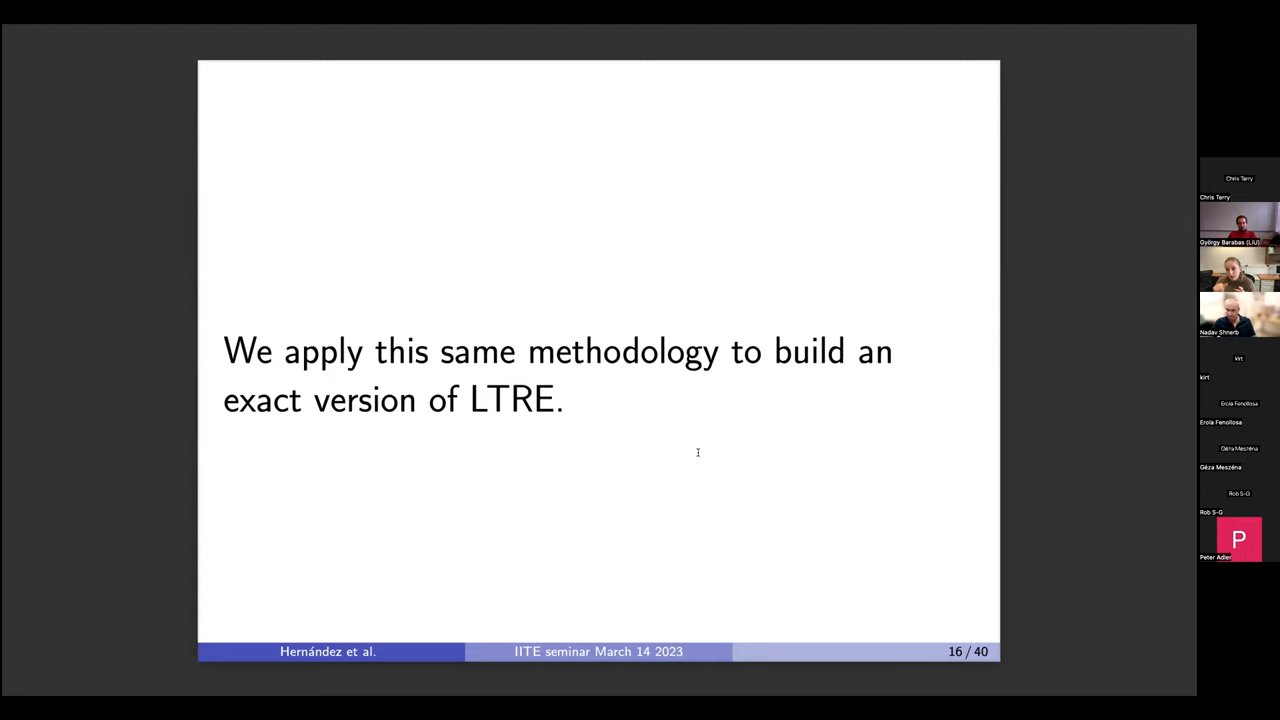 We apply this same methodology to build an
exact version of LTRE.
Hernández et al.
IITE seminar March 14 2023
16 / 40
Chris Terry
Chris Terry
György Barabas (LiU)
Nadav Shnerb
kirt
kirt
Erola Fenollosa
Erola Fenollosa
Géza Meszéna
Géza Meszéna
Rob S-G
Rob S-G
P
Peter Adler